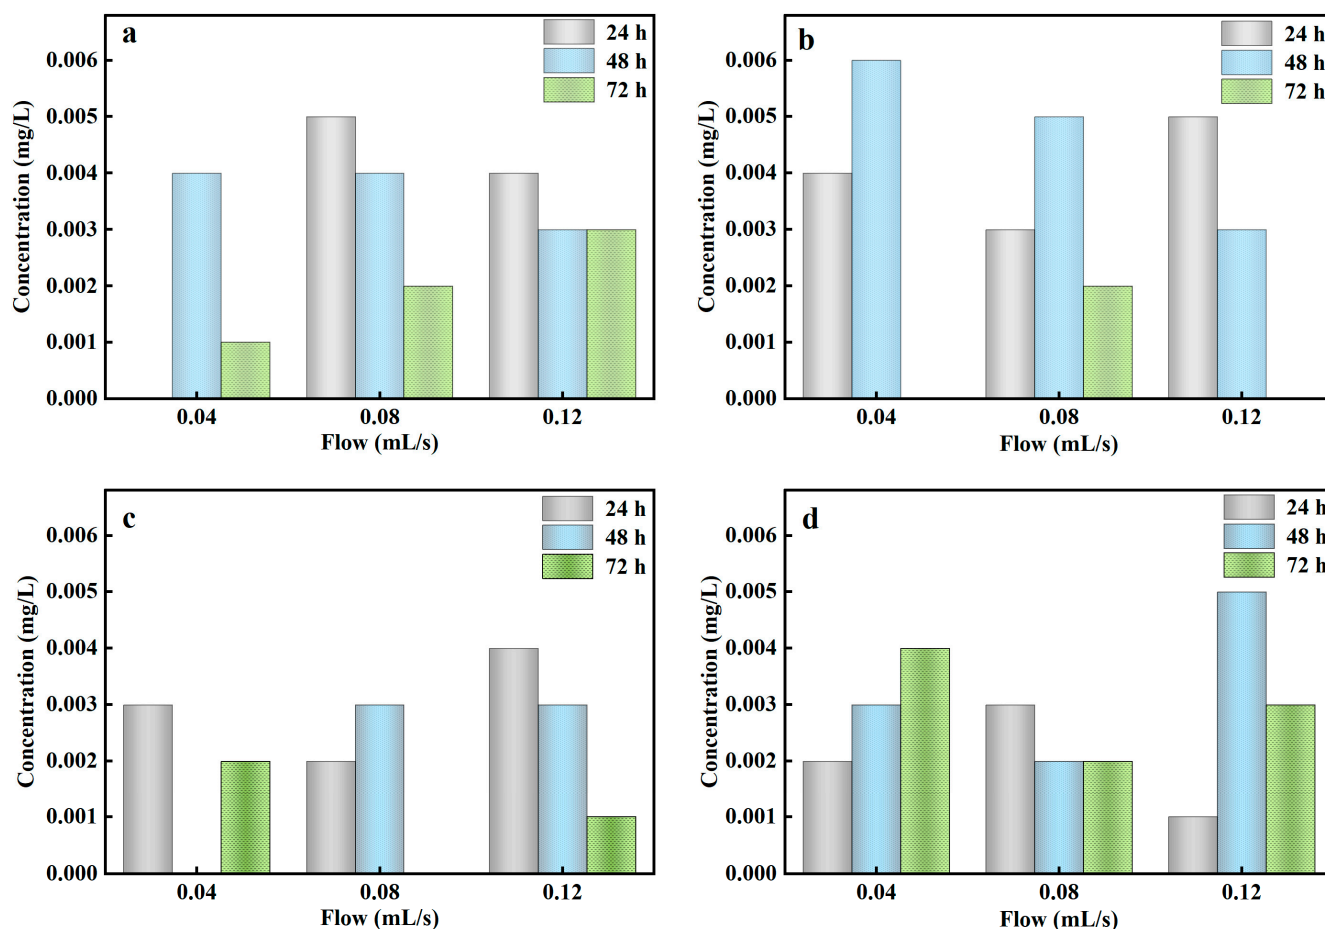 a
24 h
48 h
72 h
0.006
0.005
0.004
0.003
0.002
0.001
0.000
Concentration (mg/L)
0.04 0.08 0.12
Flow (mL/s)
b
24 h
48 h
72 h
0.006
0.005
0.004
0.003
0.002
0.001
0.000
Concentration (mg/L)
0.04 0.08 0.12
Flow (mL/s)
c
24 h
48 h
72 h
0.006
0.005
0.004
0.003
0.002
0.001
0.000
Concentration (mg/L)
0.04 0.08 0.12
Flow (mL/s)
d
24 h
48 h
72 h
0.006
0.005
0.004
0.003
0.002
0.001
0.000
Concentration (mg/L)
0.04 0.08 0.12
Flow (mL/s)